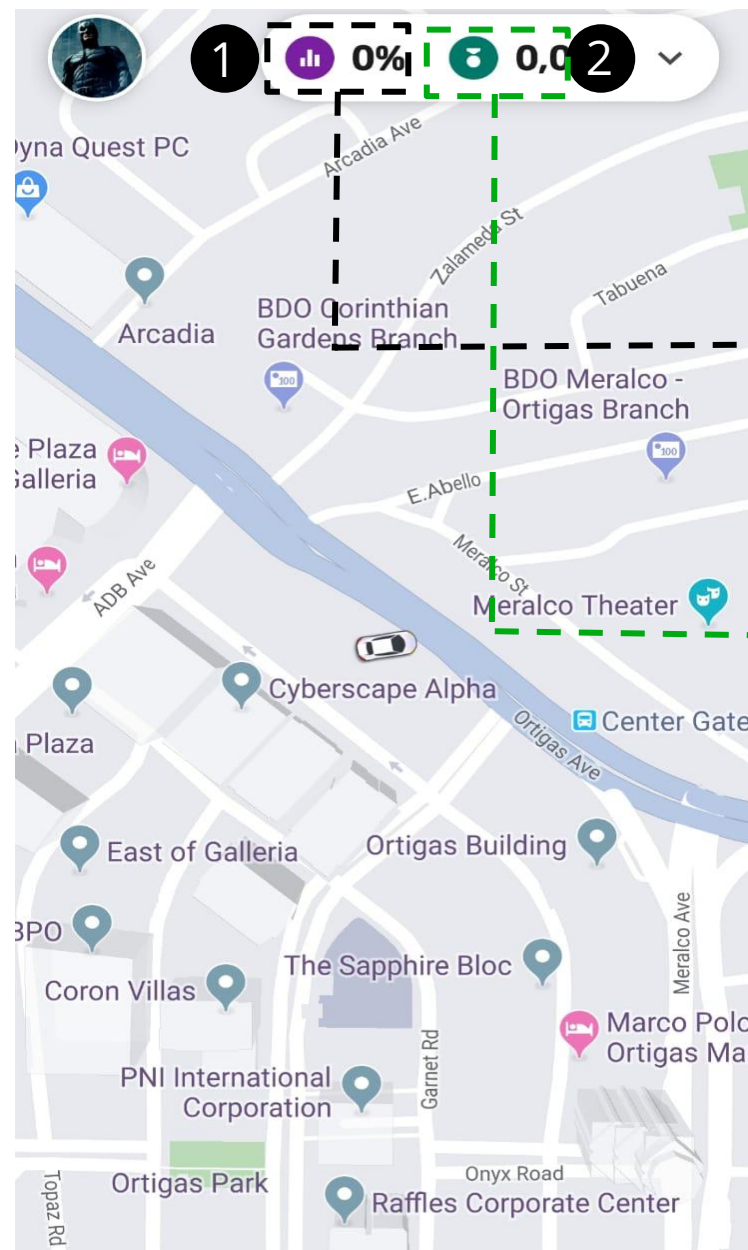 1
0%
0,0
2
Dyna Quest PC
Arcadia Ave
Zalameda St
Tabuena
Arcadia
BDO Corinthian
Gardens Branch
100
BDO Meralco -
Ortigas Branch
100
Plaza
Galleria
E.Abello
ADB Ave
Meralco St
Meralco Theater
Cyberscape Alpha
Center Gate
Plaza
Ortigas Ave
East of Galleria
Ortigas Building
BPO
Meralco Ave
Coron Villas
The Sapphire Bloc
Marco Polo
Ortigas Ma
PNI International
Corporation
Garnet Rd
Topaz Rd
Ortigas Park
Onyx Road
Raffles Corporate Center